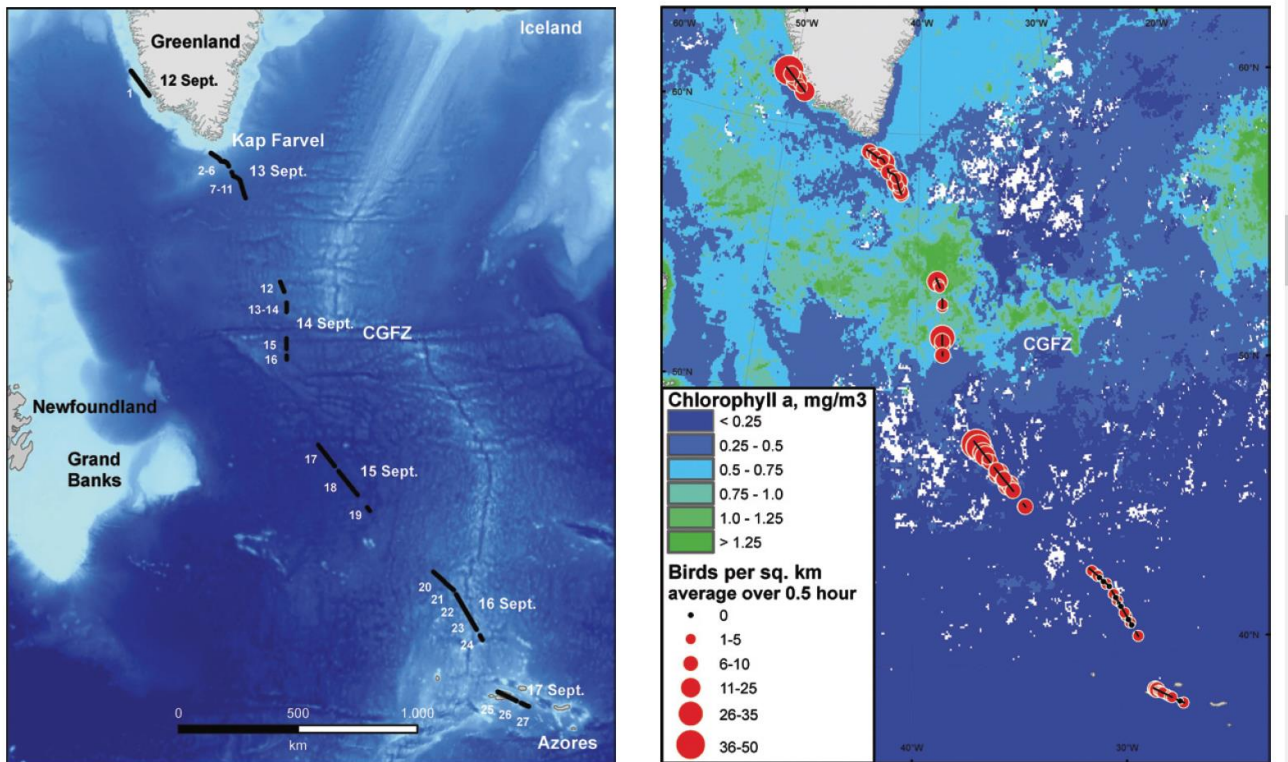 Greenland
Iceland
12 Sept.
1
Kap Farvel
2-6
13 Sept.
7-11
12
13-14
14 Sept.
CGFZ
15
16
Newfoundland
Grand
Banks
17
15 Sept.
18
19
20
21
16 Sept.
22
23
24
17 Sept.
25
26
27
0
500
1.000
km
Azores
60°W
50°W
40°W
30°W
20°W
60°N
60°N
50°N
50°N
CGFZ
40°N
40°W
30°W
Chlorophyll a, mg/m3
< 0.25
0.25 - 0.5
0.5 - 0.75
0.75 - 1.0
1.0 - 1.25
> 1.25
Birds per sq. km
average over 0.5 hour
0
1-5
6-10
11-25
26-35
36-50